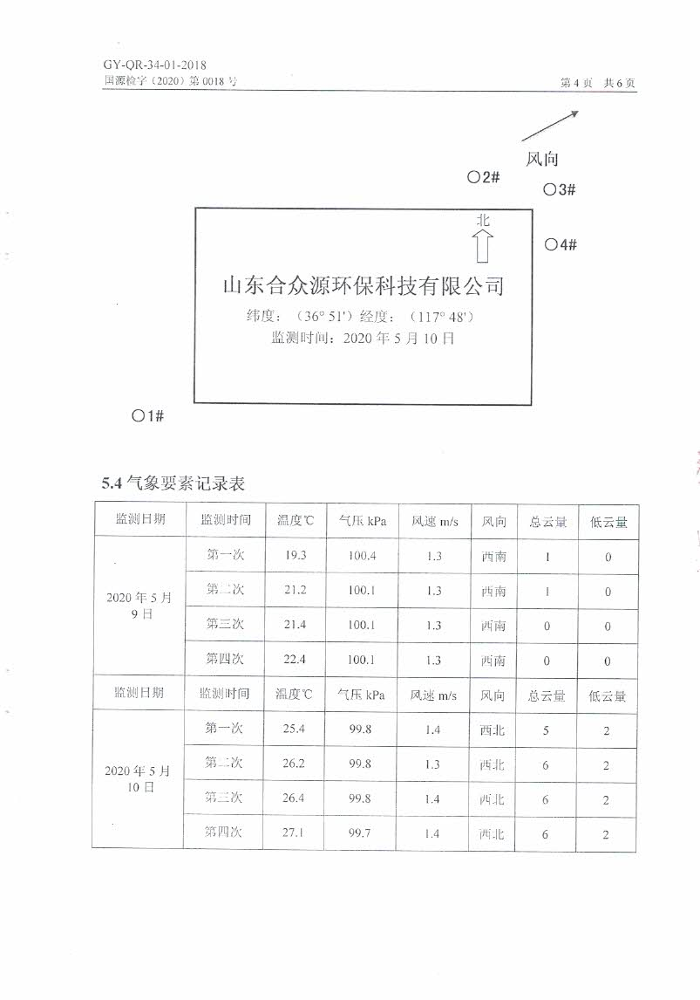 GY-QR-34-01-2018
国源检字（2020）第 0018 号
第 4 页 共 6 页
风向
○2#
○3#
北
○4#
山东合众源环保科技有限公司
纬度：（36° 51'）经度：（117° 48'）
监测时间：2020 年 5 月 10 日
○1#
5.4 气象要素记录表
监测日期 监测时间 温度℃ 气压 kPa 风速 m/s 风向 总云量 低云量
2020 年 5 月 9 日
第一次 19.3 100.4 1.3 西南 1 0
第二次 21.2 100.1 1.3 西南 1 0
第三次 21.4 100.1 1.3 西南 0 0
第四次 22.4 100.1 1.3 西南 0 0
监测日期 监测时间 温度℃ 气压 kPa 风速 m/s 风向 总云量 低云量
2020 年 5 月 10 日
第一次 25.4 99.8 1.4 西北 5 2
第二次 26.2 99.8 1.3 西北 6 2
第三次 26.4 99.8 1.4 西北 6 2
第四次 27.1 99.7 1.4 西北 6 2